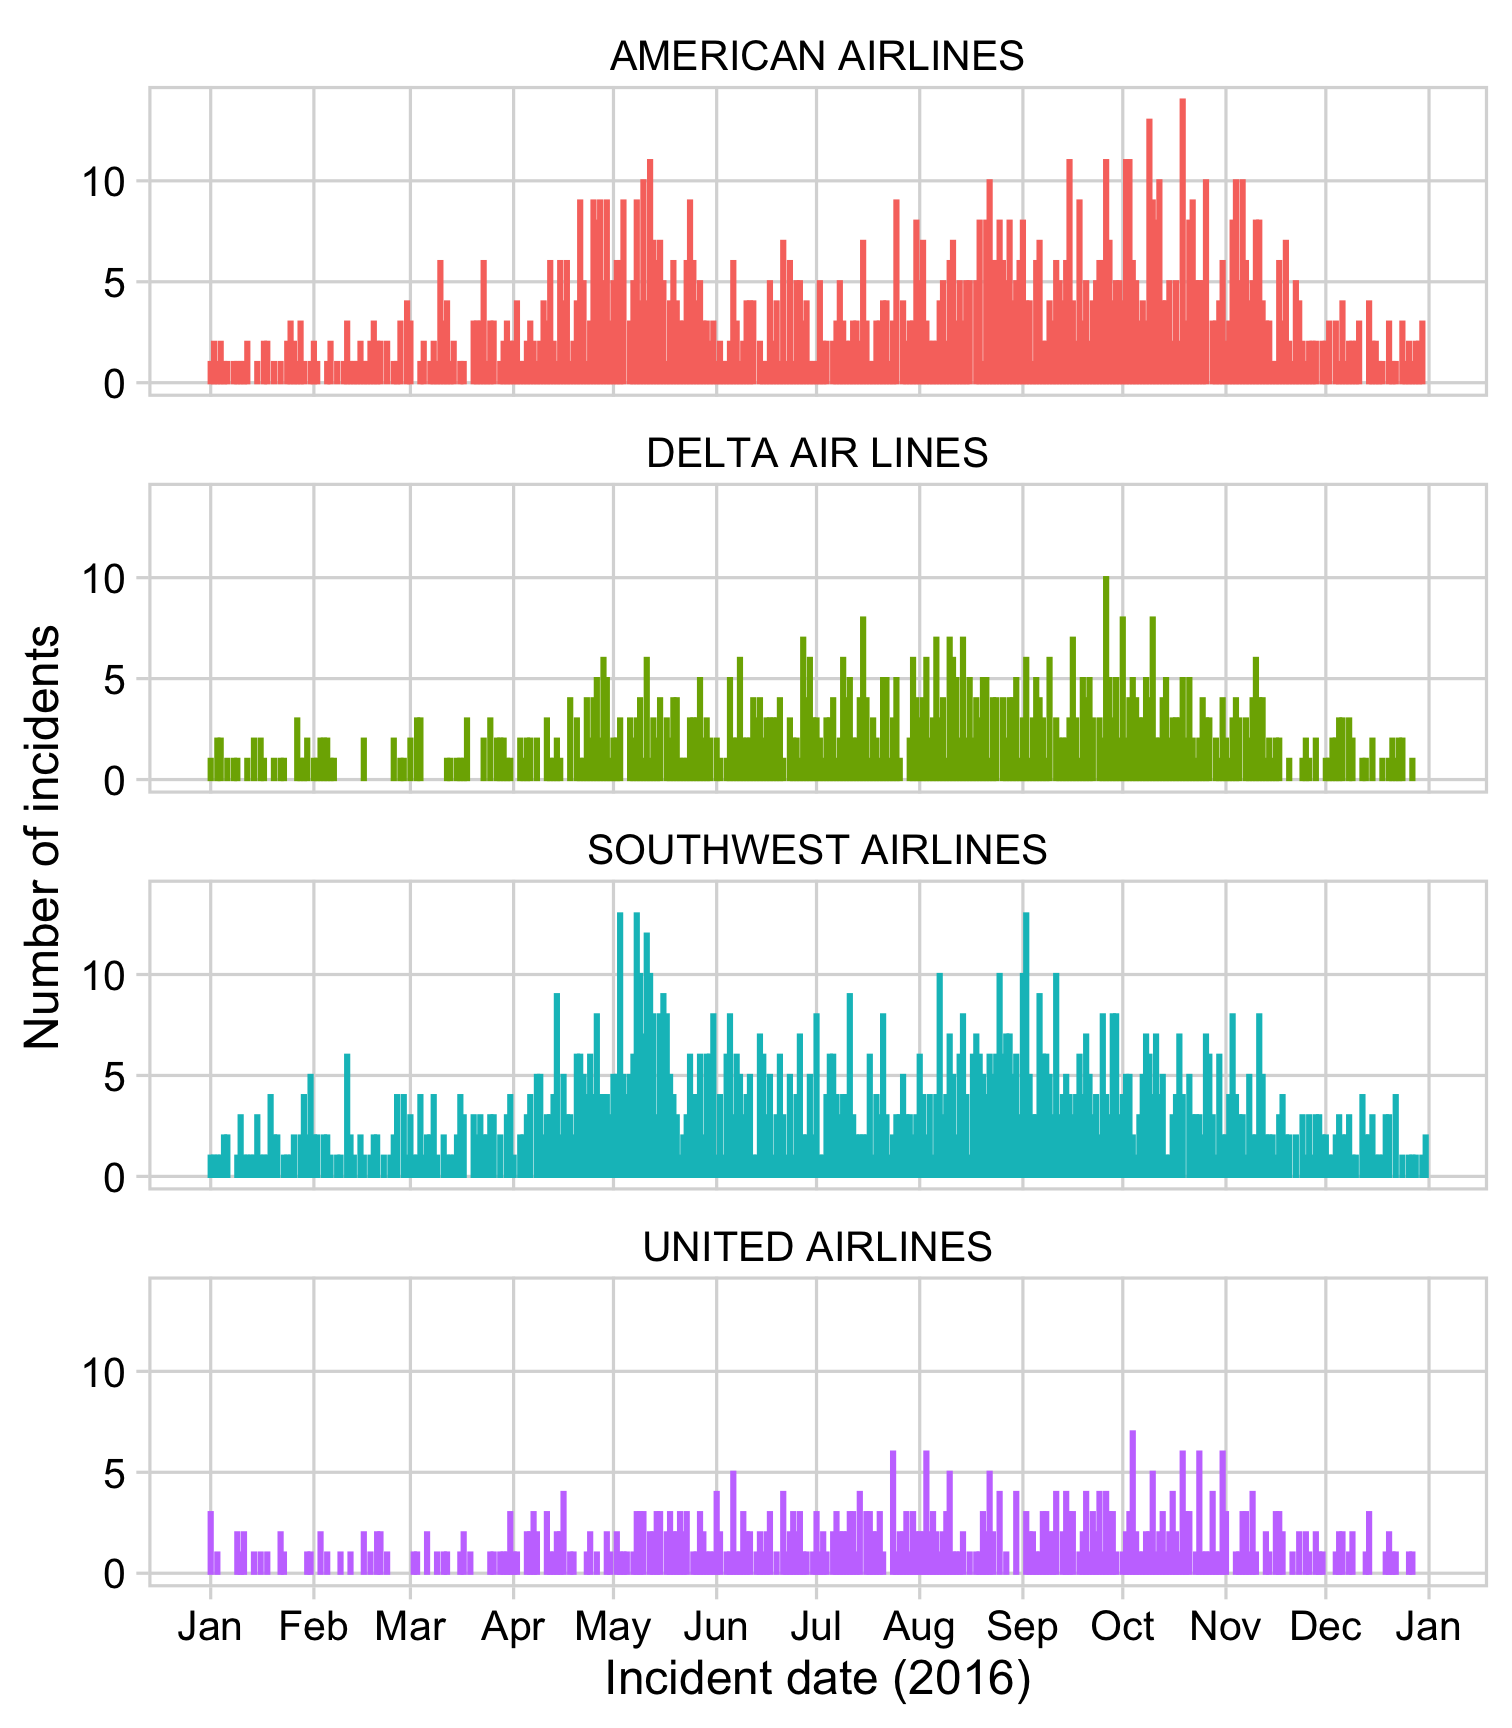 AMERICAN AIRLINES
10
5
0
DELTA AIR LINES
10
5
0
SOUTHWEST AIRLINES
10
5
0
UNITED AIRLINES
10
5
0
Number of incidents
Jan Feb Mar Apr May Jun Jul Aug Sep Oct Nov Dec Jan
Incident date (2016)